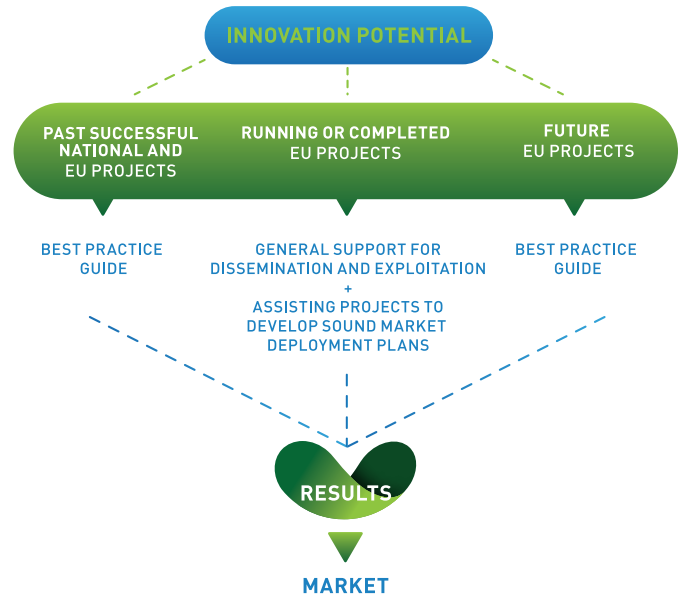 INNOVATION POTENTIAL
PAST SUCCESSFUL
NATIONAL AND
EU PROJECTS
RUNNING OR COMPLETED
EU PROJECTS
FUTURE
EU PROJECTS
BEST PRACTICE
GUIDE
GENERAL SUPPORT FOR
DISSEMINATION AND EXPLOITATION
+
ASSISTING PROJECTS TO
DEVELOP SOUND MARKET
DEPLOYMENT PLANS
BEST PRACTICE
GUIDE
RESULTS
MARKET